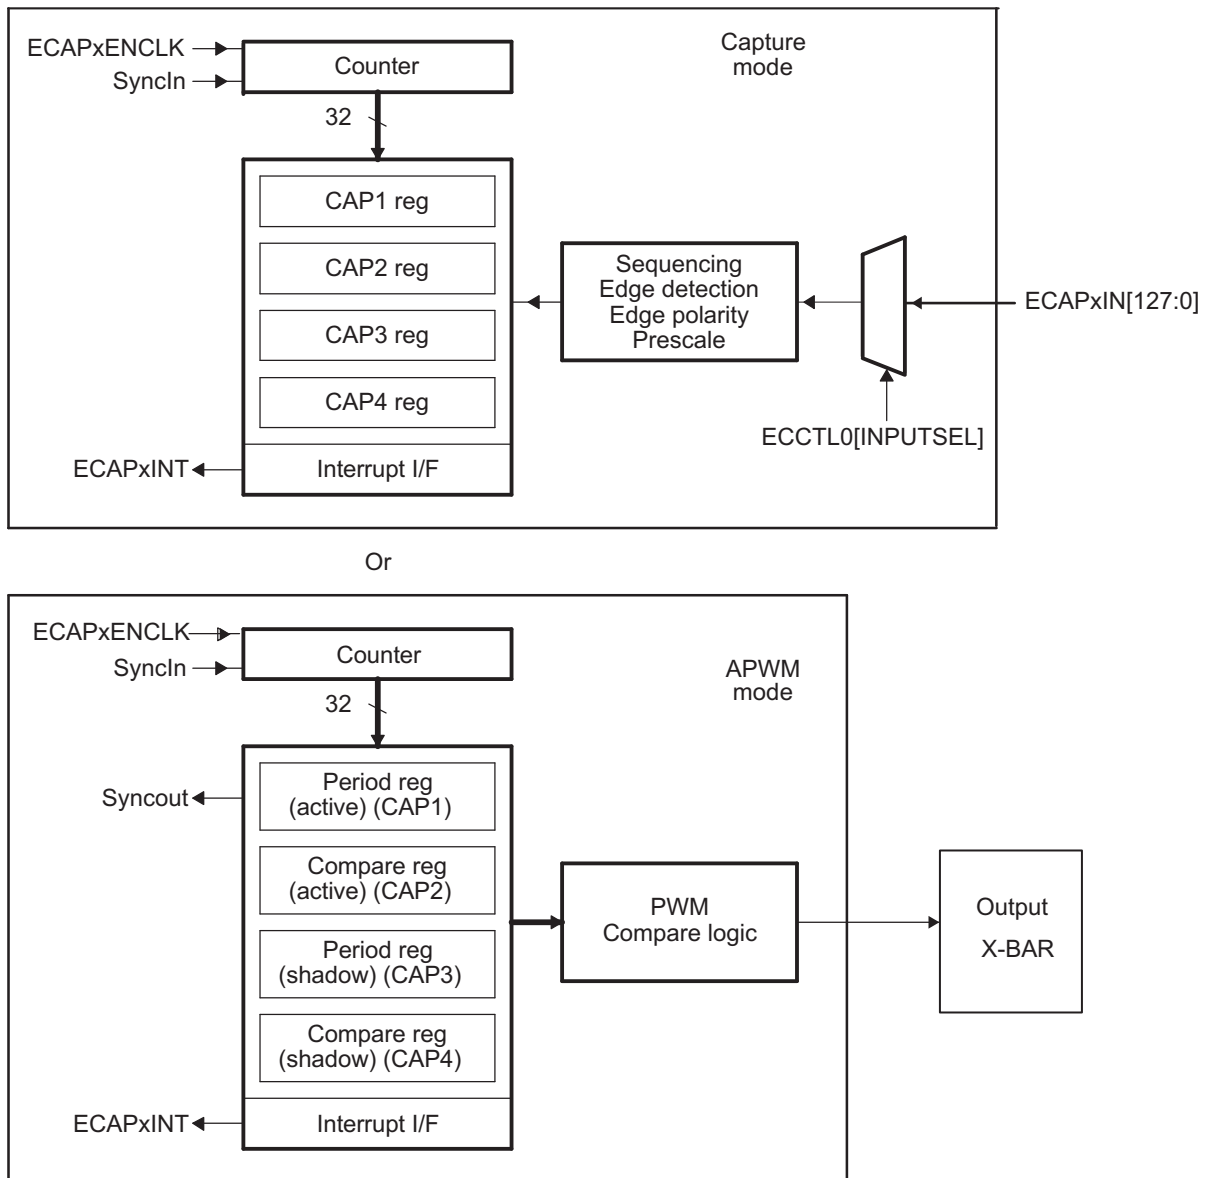 ECAPxENCLK
SyncIn
Counter
Capture
mode
32
CAP1 reg
CAP2 reg
CAP3 reg
CAP4 reg
Sequencing
Edge detection
Edge polarity
Prescale
ECAPxIN[127:0]
ECCTL0[INPUTSEL]
ECAPxINT
Interrupt I/F
Or
ECAPxENCLK
SyncIn
Counter
APWM
mode
32
Syncout
Period reg
(active) (CAP1)
Compare reg
(active) (CAP2)
Period reg
(shadow) (CAP3)
Compare reg
(shadow) (CAP4)
PWM
Compare logic
Output
X-BAR
ECAPxINT
Interrupt I/F